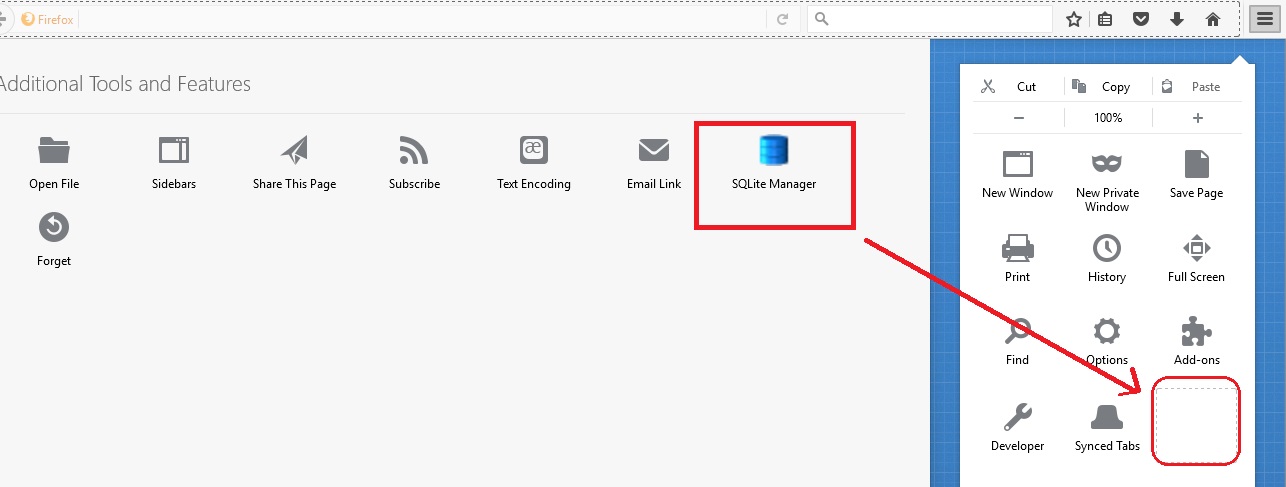 Firefox
Additional Tools and Features
Open File
Sidebars
Share This Page
Subscribe
æ
Text Encoding
Email Link
SQLite Manager
Forget
Cut
Copy
Paste
− 100% +
New Window
New Private
Window
Save Page
Print
History
Full Screen
Find
Options
Add-ons
Developer
Synced Tabs